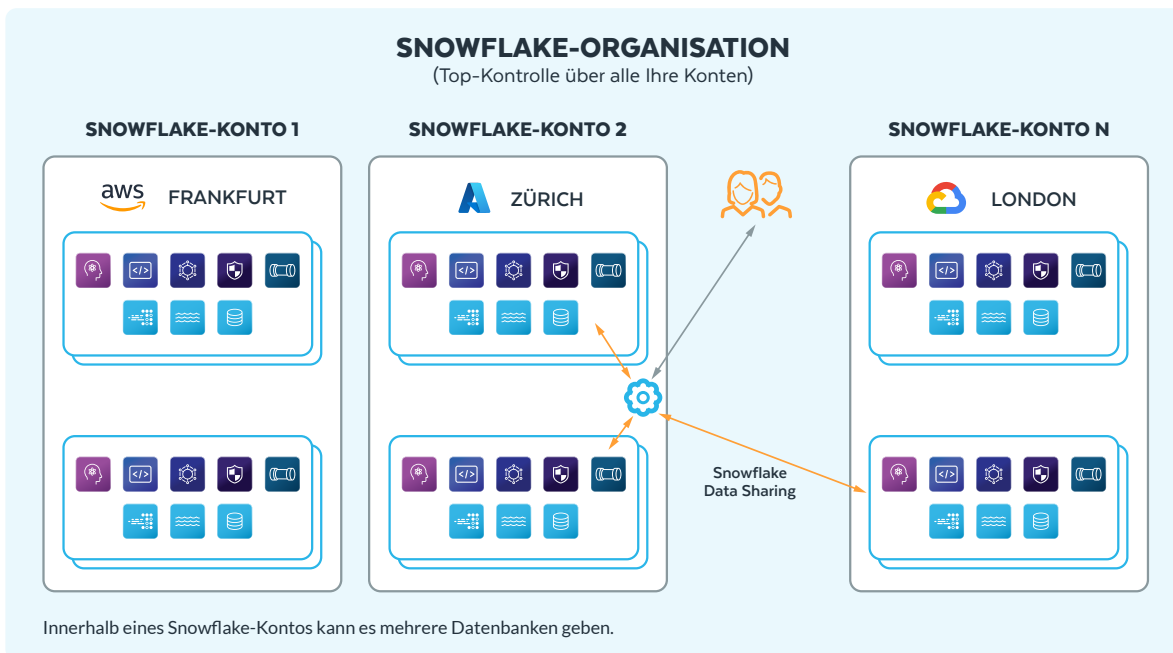 SNOWFLAKE-ORGANISATION
(Top-Kontrolle über alle Ihre Konten)
SNOWFLAKE-KONTO 1
aws FRANKFURT
</>
</>
SNOWFLAKE-KONTO 2
ZÜRICH
</>
</>
Snowflake
Data Sharing
SNOWFLAKE-KONTO N
LONDON
</>
</>
Innerhalb eines Snowflake-Kontos kann es mehrere Datenbanken geben.